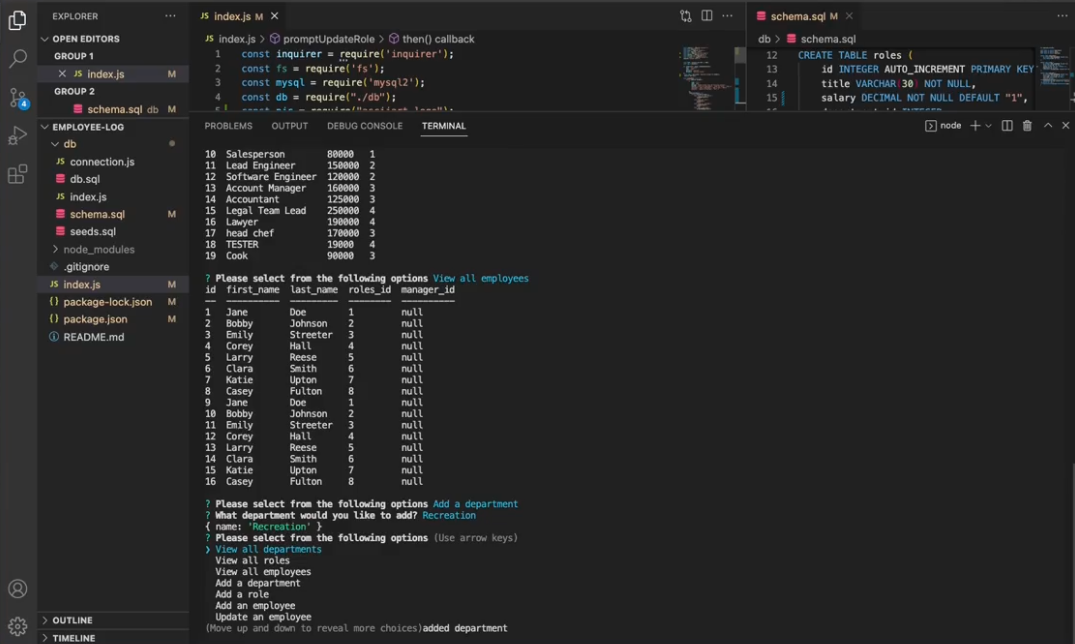 EXPLORER
OPEN EDITORS
GROUP 1
JS index.js M
GROUP 2
schema.sql db M
EMPLOYEE-LOG
db
JS connection.js
db.sql
JS index.js
schema.sql M
seeds.sql
node_modules
.gitignore
JS index.js M
{} package-lock.json M
{} package.json M
README.md
4
OUTLINE
TIMELINE
JS index.js M
JS index.js > promptUpdateRole > then() callback
1 const inquirer = require('inquirer');
2 const fs = require('fs');
3 const mysql = require('mysql2');
4 const db = require("./db");
schema.sql M
db > schema.sql
12 CREATE TABLE roles (
13 id INTEGER AUTO_INCREMENT PRIMARY KEY
14 title VARCHAR(30) NOT NULL,
15 salary DECIMAL NOT NULL DEFAULT "1",
PROBLEMS OUTPUT DEBUG CONSOLE TERMINAL
node
10 Salesperson 80000 1
11 Lead Engineer 150000 2
12 Software Engineer 120000 2
13 Account Manager 160000 3
14 Accountant 125000 3
15 Legal Team Lead 250000 4
16 Lawyer 190000 4
17 head chef 170000 3
18 TESTER 19000 4
19 Cook 90000 3
? Please select from the following options View all employees
id first_name last_name roles_id manager_id
1 Jane Doe 1 null
2 Bobby Johnson 2 null
3 Emily Streeter 3 null
4 Corey Hall 4 null
5 Larry Reese 5 null
6 Clara Smith 6 null
7 Katie Upton 7 null
8 Casey Fulton 8 null
9 Jane Doe 1 null
10 Bobby Johnson 2 null
11 Emily Streeter 3 null
12 Corey Hall 4 null
13 Larry Reese 5 null
14 Clara Smith 6 null
15 Katie Upton 7 null
16 Casey Fulton 8 null
? Please select from the following options Add a department
? What department would you like to add? Recreation
{ name: 'Recreation' }
? Please select from the following options (Use arrow keys)
❯ View all departments
View all roles
View all employees
Add a department
Add a role
Add an employee
Update an employee
(Move up and down to reveal more choices)added department